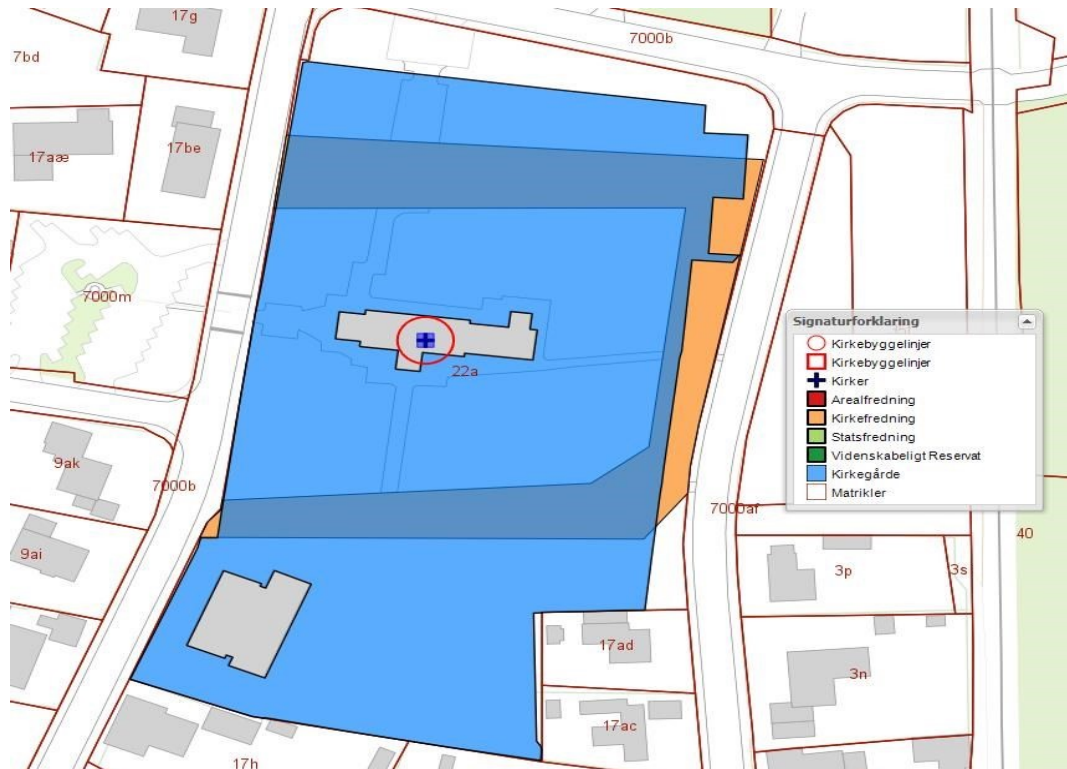 17g
7000b
7bd
17aæ
17be
7000m
22a
Signaturforklaring
Kirkebyggelinjer
Kirkebyggelinjer
Kirker
Arealfredning
Kirkefredning
Statsfredning
Videnskabeligt Reservat
Kirkegårde
Matrikler
9ak
7000b
7000af
40
9ai
3p
3s
17ad
3n
17ac
17h